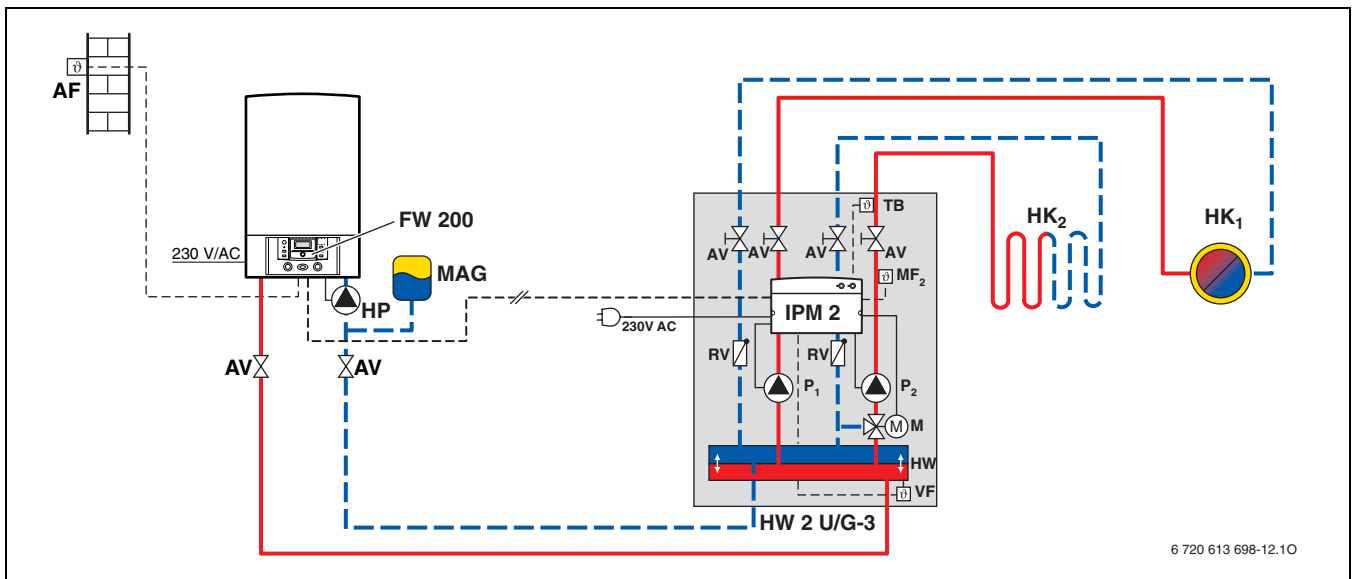 ϑ
AF
FW 200
230 V/AC
MAG
HP
AV
AV
ϑ
TB
HK2
HK1
AV
AV
AV
AV
ϑ
MF2
IPM 2
230V AC
RV
RV
P1
P2
M
M
HW
ϑ
VF
HW 2 U/G-3
6 720 613 698-12.1O